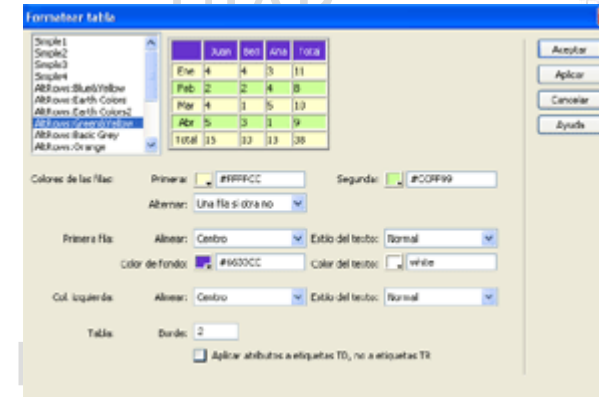 Formatear tabla
Simple1
Simple2
Simple3
Simple4
AltRows:Blue&Yellow
AltRows:Earth Colors
AltRows:Earth Colors2
AltRows:Green&Yellow
AltRows:Basic Grey
AltRows:Orange
Juan Ben Ana Total
Ene 4 4 3 11
Feb 2 2 4 8
Mar 4 1 5 10
Abr 5 3 1 9
Total 15 13 13 38
Aceptar
Aplicar
Cancelar
Ayuda
Colores de las filas: Primera: #FFFFCC Segunda: #CCFF99
Alternar: Una fila sí otra no
Primera fila: Alinear: Centro Estilo del texto: Normal
Color de fondo: #6633CC Color del texto: white
Col. izquierda: Alinear: Centro Estilo del texto: Normal
Tabla: Borde: 2
Aplicar atributos a etiquetas TD, no a etiquetas TR